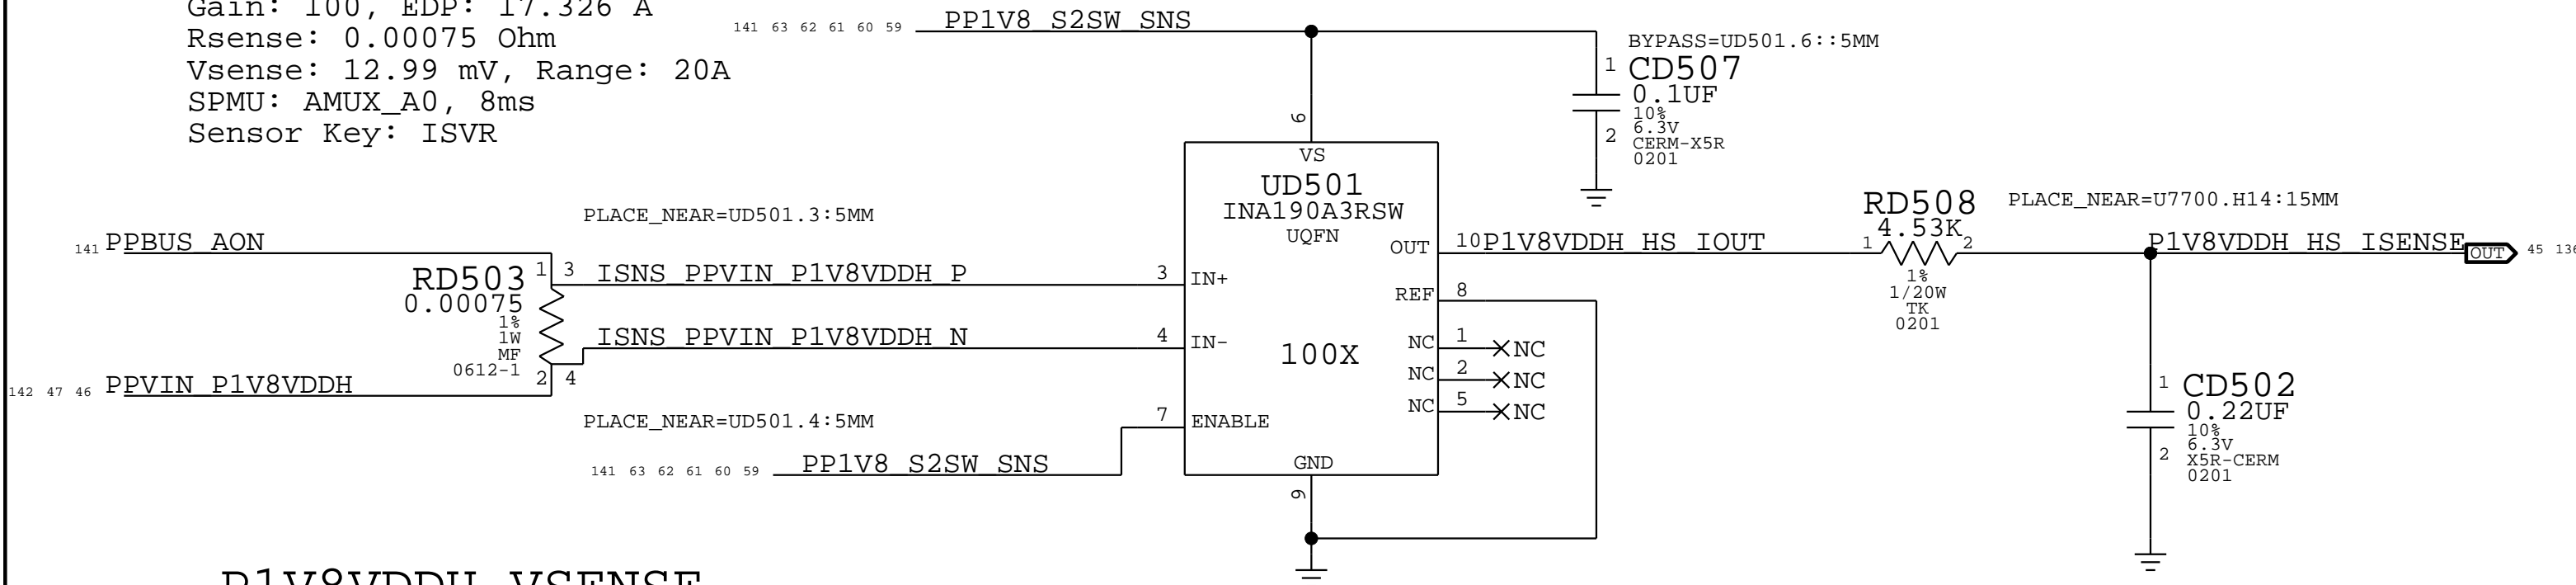 Gain: 100, EDP: 17.326 A
Rsense: 0.00075 Ohm
Vsense: 12.99 mV, Range: 20A
SPMU: AMUX_A0, 8ms
Sensor Key: ISVR
141 63 62 61 60 59 PP1V8_S2SW_SNS
BYPASS=UD501.6::5MM
1 CD507
0.1UF
10%
6.3V
2
CERM-X5R
0201
6
VS
UD501
INA190A3RSW
UQFN
100X
PLACE_NEAR=UD501.3:5MM
141 PPBUS_AON
RD503
0.00075
1%
1W
MF
0612-1
1 3
2 4
ISNS_PPVIN_P1V8VDDH_P 3 IN+
ISNS_PPVIN_P1V8VDDH_N 4 IN-
142 47 46 PPVIN_P1V8VDDH
PLACE_NEAR=UD501.4:5MM
7 ENABLE
141 63 62 61 60 59 PP1V8_S2SW_SNS
GND
9
OUT 10 P1V8VDDH_HS_IOUT
REF 8
NC 1 NC
NC 2 NC
NC 5 NC
RD508
4.53K
1 2
1%
1/20W
TK
0201
PLACE_NEAR=U7700.H14:15MM
P1V8VDDH_HS_ISENSE OUT 45 136
1 CD502
0.22UF
10%
6.3V
2
X5R-CERM
0201
P1V8VDDH VSENSE